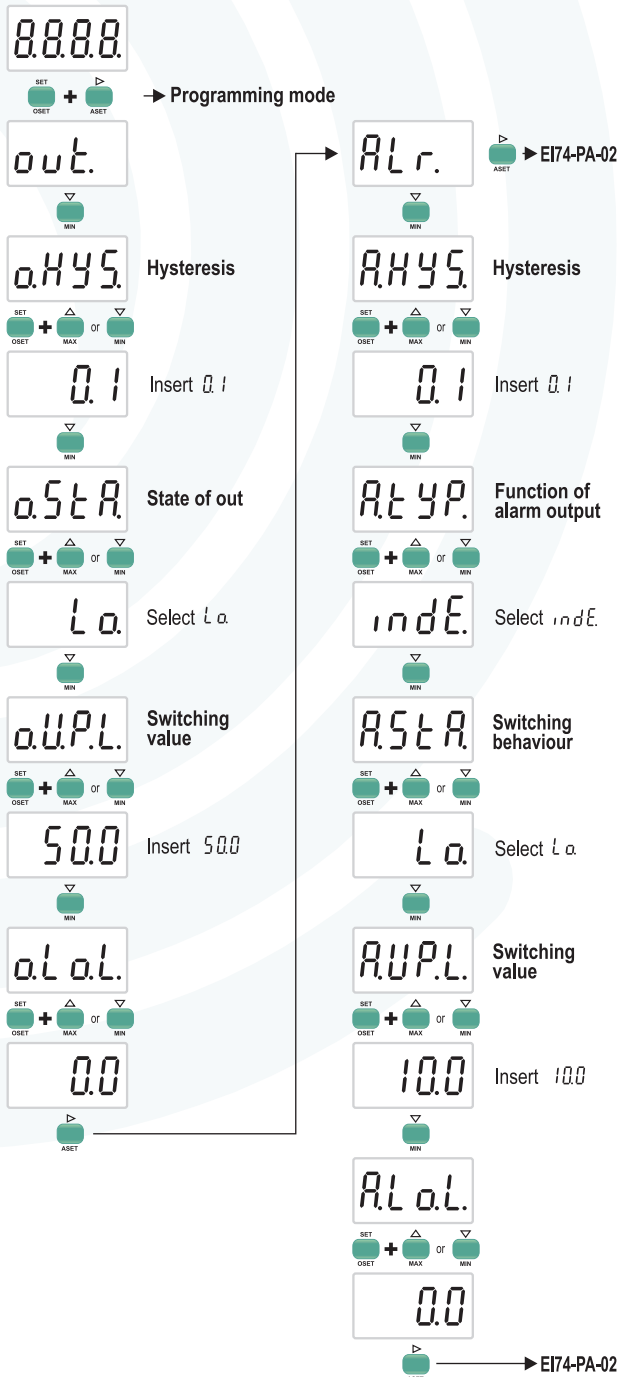 8.8.8.8.
SET
OSET
+
ASET
Programming mode
out.
MIN
o.HYS.
Hysteresis
SET
OSET
+
MAX
or
MIN
0.1
Insert 0.1
MIN
o.StA.
State of out
SET
OSET
+
MAX
or
MIN
Lo.
Select Lo.
MIN
o.U.P.L.
Switching
value
SET
OSET
+
MAX
or
MIN
50.0
Insert 50.0
MIN
o.Lo.L.
SET
OSET
+
MAX
or
MIN
0.0
ASET
ALr.
ASET
EI74-PA-02
MIN
A.HYS.
Hysteresis
SET
OSET
+
MAX
or
MIN
0.1
Insert 0.1
MIN
A.tYP.
Function of
alarm output
SET
OSET
+
MAX
or
MIN
indE.
Select indE.
MIN
A.StA.
Switching
behaviour
SET
OSET
+
MAX
or
MIN
Lo.
Select Lo.
MIN
A.UP.L.
Switching
value
SET
OSET
+
MAX
or
MIN
10.0
Insert 10.0
MIN
A.Lo.L.
SET
OSET
+
MAX
or
MIN
0.0
ASET
EI74-PA-02